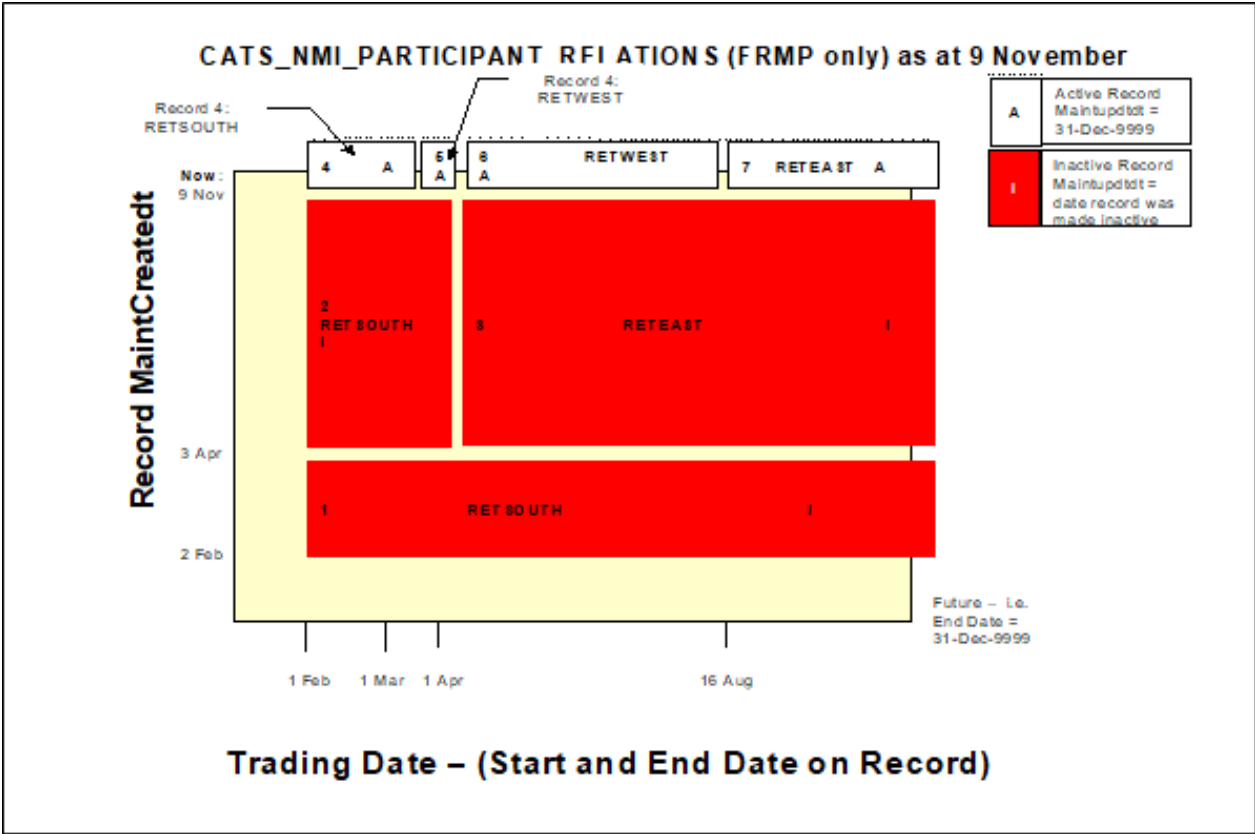 CATS_NMI_PARTICIPANT_RELATIONS (FRMP only) as at 9 November
Record 4:
RETWEST
Record 4:
RETSOUTH
A
Active Record
Maintupdtdt =
31-Dec-9999
I
Inactive Record
Maintupdtdt =
date record was
made inactive
4 A
5
A
6 RETWEST
A
7 RETEAST A
Now:
9 Nov
Record MaintCreatedt
2
RETSOUTH
I
3 RETEAST I
3 Apr
1 RETSOUTH I
2 Feb
Future – i.e.
End Date =
31-Dec-9999
1 Feb 1 Mar 1 Apr 16 Aug
Trading Date – (Start and End Date on Record)